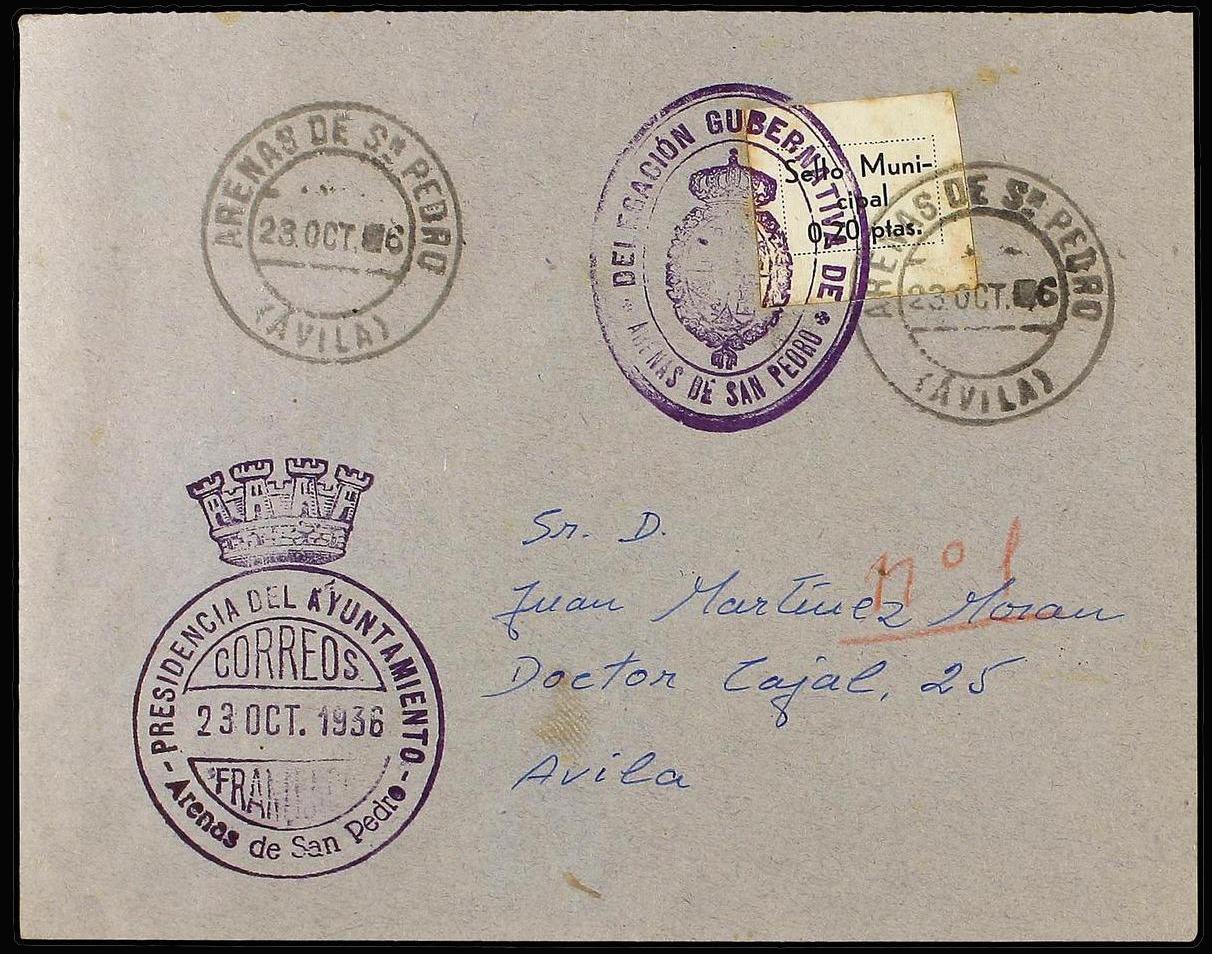 ARENAS DE Sn PEDRO
23.OCT. 6
(AVILA)
DELEGACIÓN GUBERNATIVA DE
ARENAS DE SAN PEDRO
Sello Muni-
cipal
0,20 ptas.
ARENAS DE Sn PEDRO
23.OCT. 6
(AVILA)
PRESIDENCIA DEL AYUNTAMIENTO
CORREOS
23 OCT. 1936
- Arenas de San Pedro -
nº 1
Sr. D.
Juan Martínez Moran
Doctor Cajal, 25
Avila